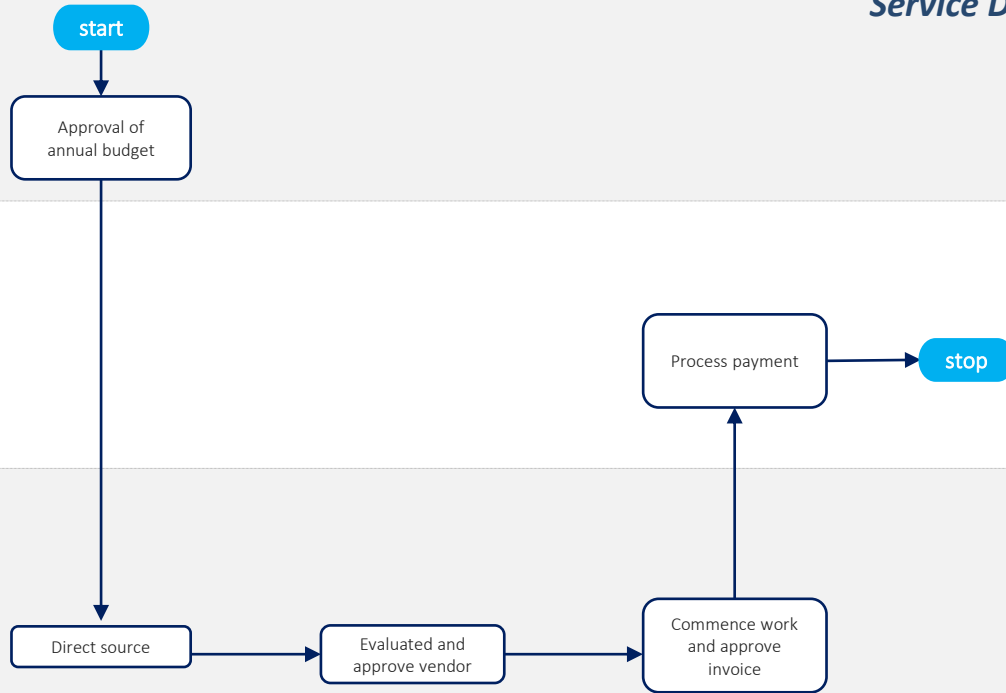 Service D
start
Approval of
annual budget
Process payment
stop
Direct source
Evaluated and
approve vendor
Commence work
and approve
invoice